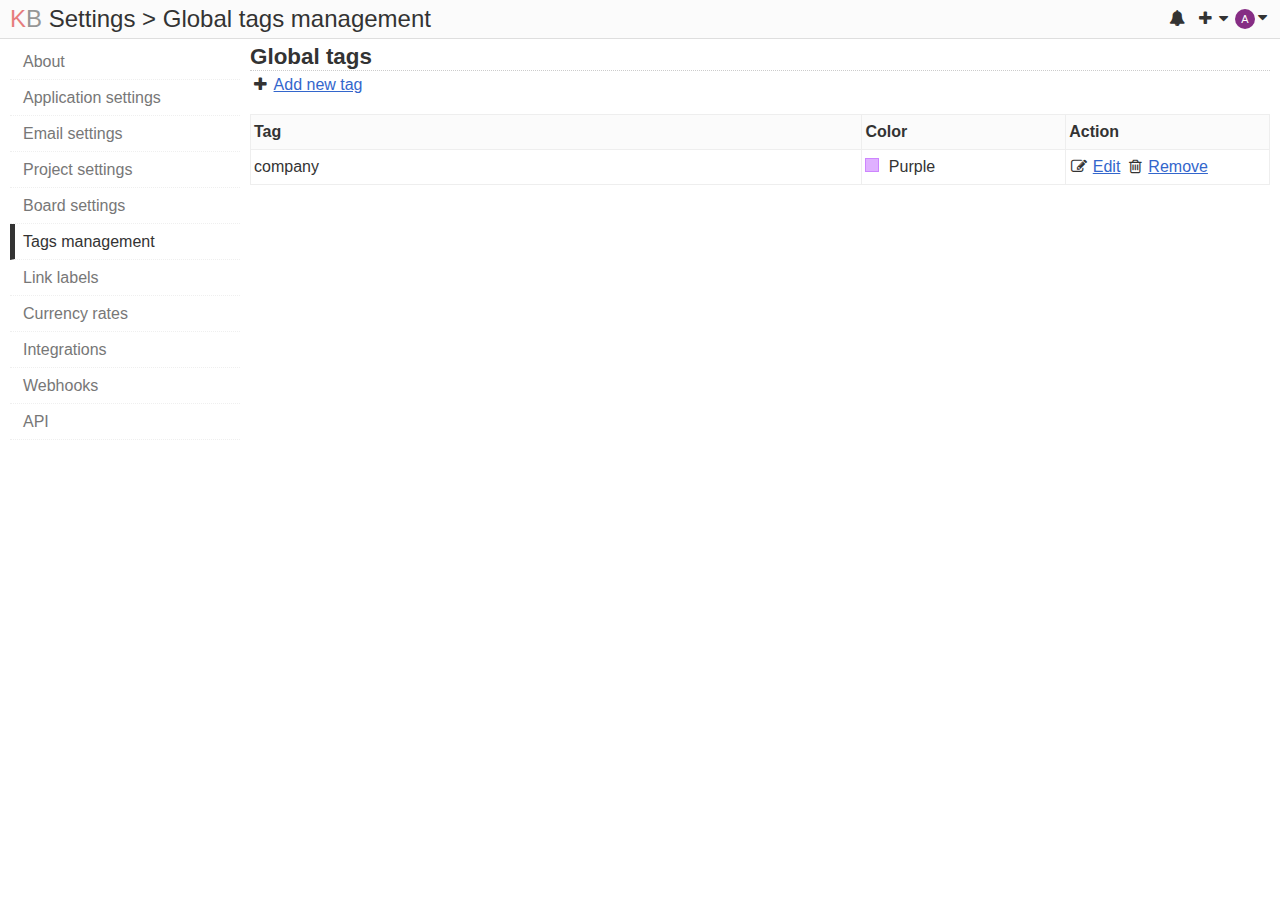 KB Settings > Global tags management
A
About
Application settings
Email settings
Project settings
Board settings
Tags management
Link labels
Currency rates
Integrations
Webhooks
API
Global tags
Add new tag
Tag Color Action
company Purple Edit Remove